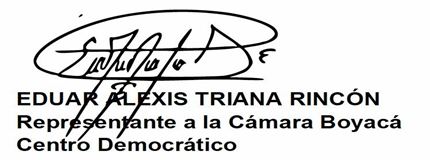 EDUAR ALEXIS TRIANA RINCÓN
Representante a la Cámara Boyacá
Centro Democrático